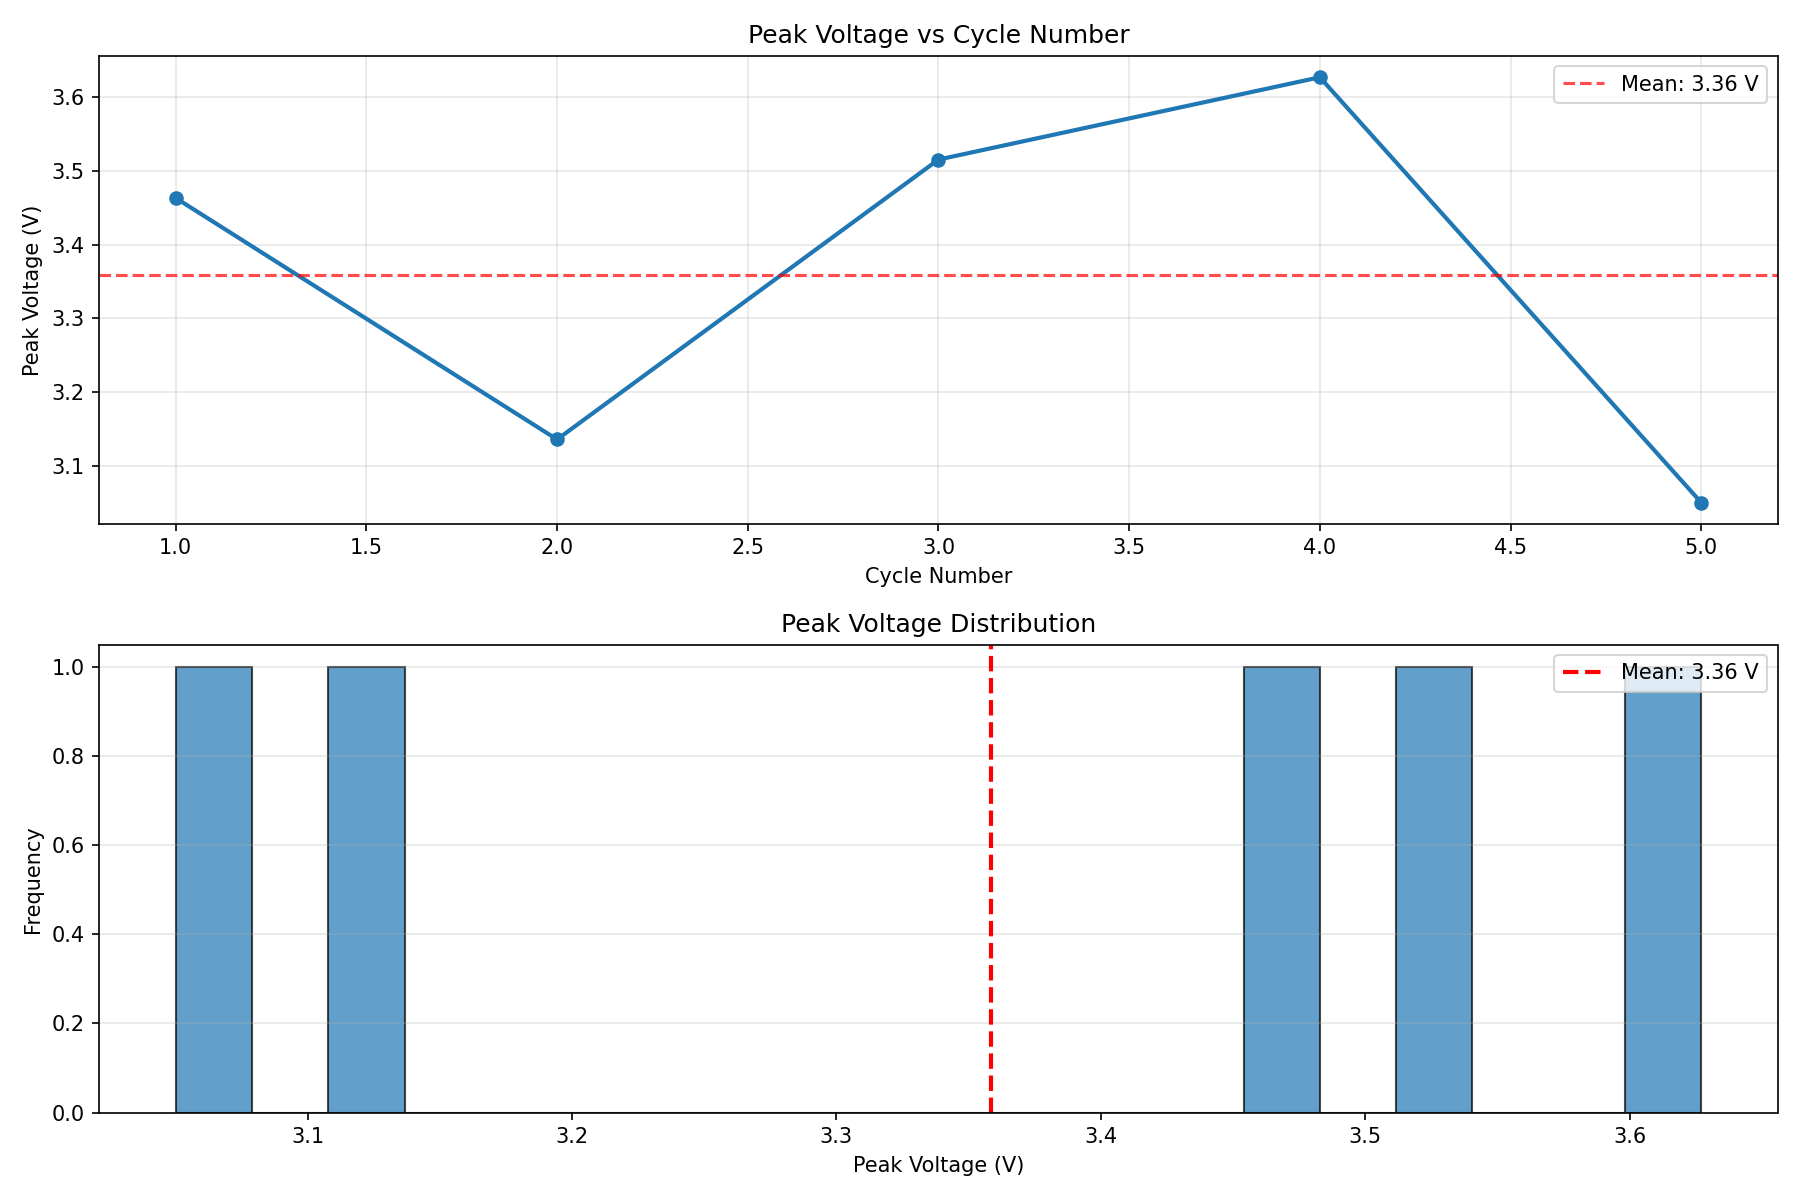 Peak Voltage vs Cycle Number
Mean: 3.36 V
Peak Voltage (V)
3.6
3.5
3.4
3.3
3.2
3.1
1.0 1.5 2.0 2.5 3.0 3.5 4.0 4.5 5.0
Cycle Number
Peak Voltage Distribution
Mean: 3.36 V
Frequency
1.0
0.8
0.6
0.4
0.2
0.0
3.1 3.2 3.3 3.4 3.5 3.6
Peak Voltage (V)